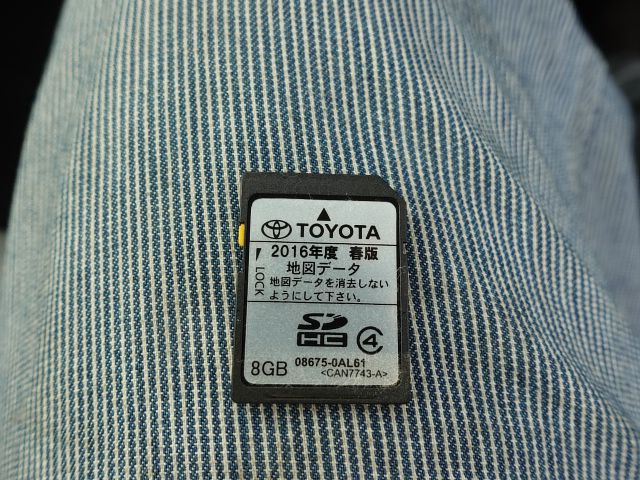 TOYOTA
2016年度 春版
地図データ
地図データを消去しない
ようにして下さい。
LOCK
SD
HC
4
8GB
08675-0AL61
<CAN7743-A>